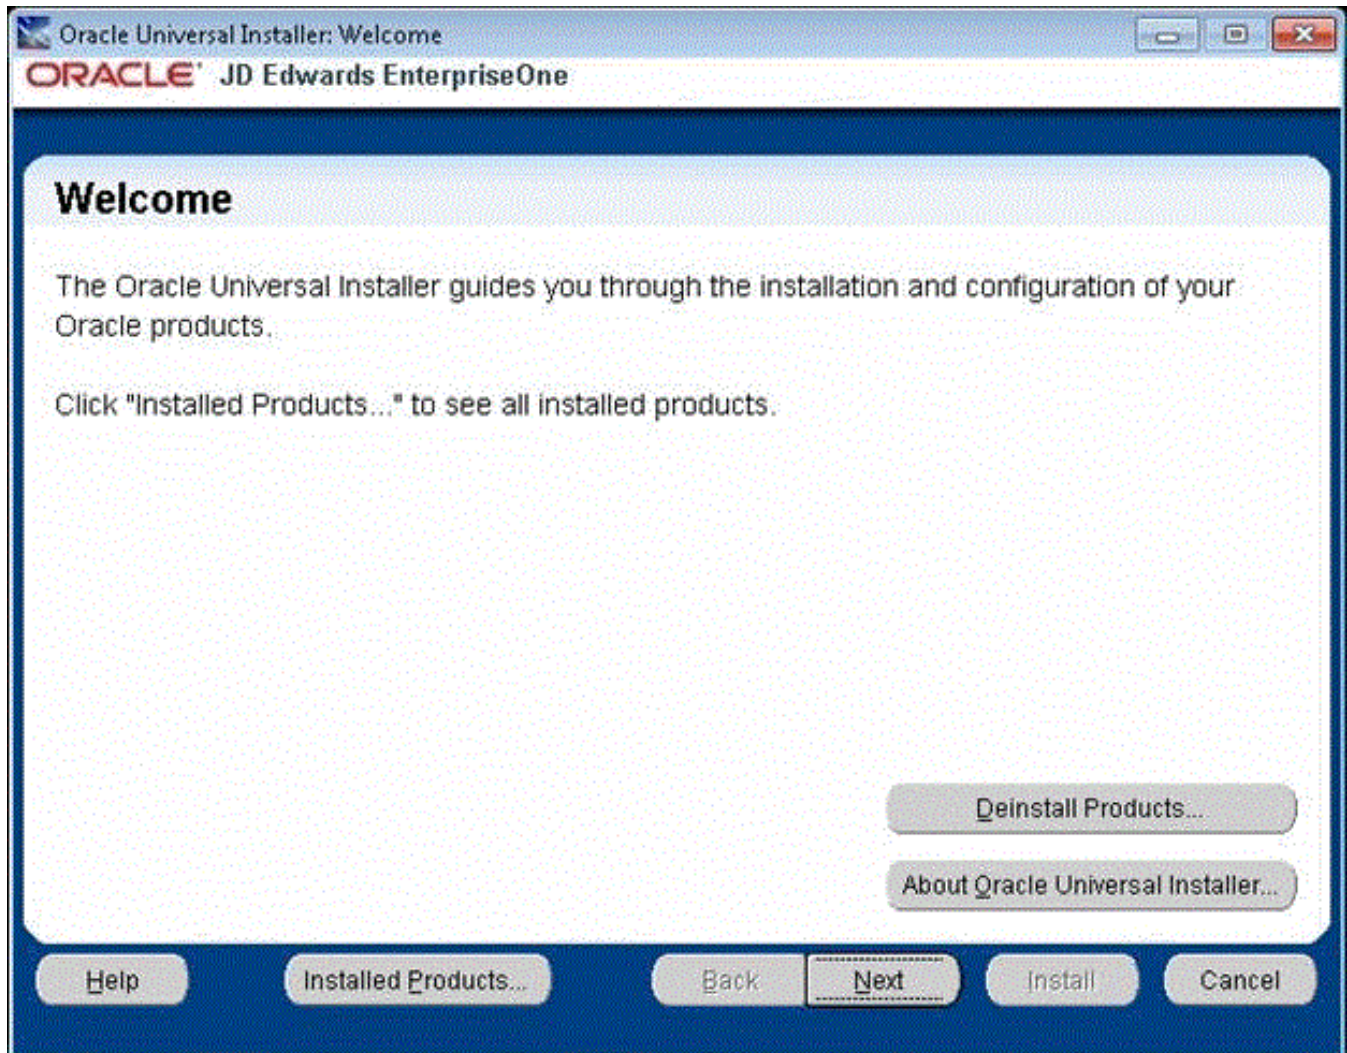 Oracle Universal Installer: Welcome
ORACLE' JD Edwards EnterpriseOne
Welcome
The Oracle Universal Installer guides you through the installation and configuration of your
Oracle products.
Click "Installed Products..." to see all installed products.
Deinstall Products...
About Oracle Universal Installer...
Help
Installed Products...
Back
Next
Install
Cancel